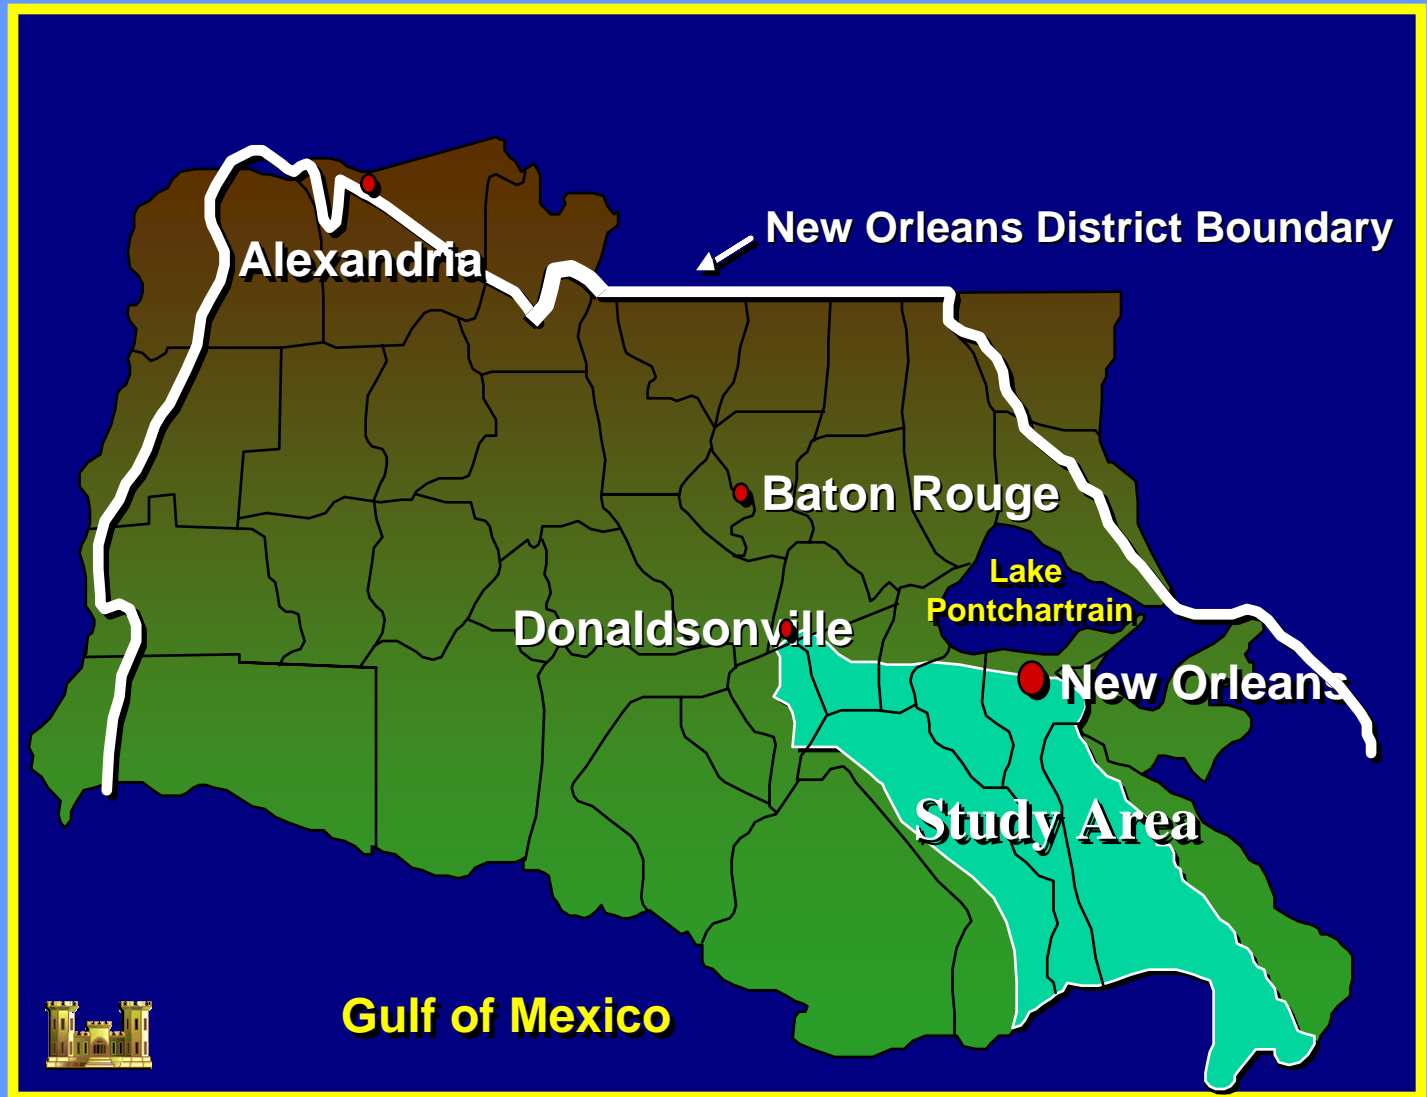 New Orleans District Boundary
Alexandria
Baton Rouge
Lake
Pontchartrain
Donaldsonville
New Orleans
Study Area
Gulf of Mexico